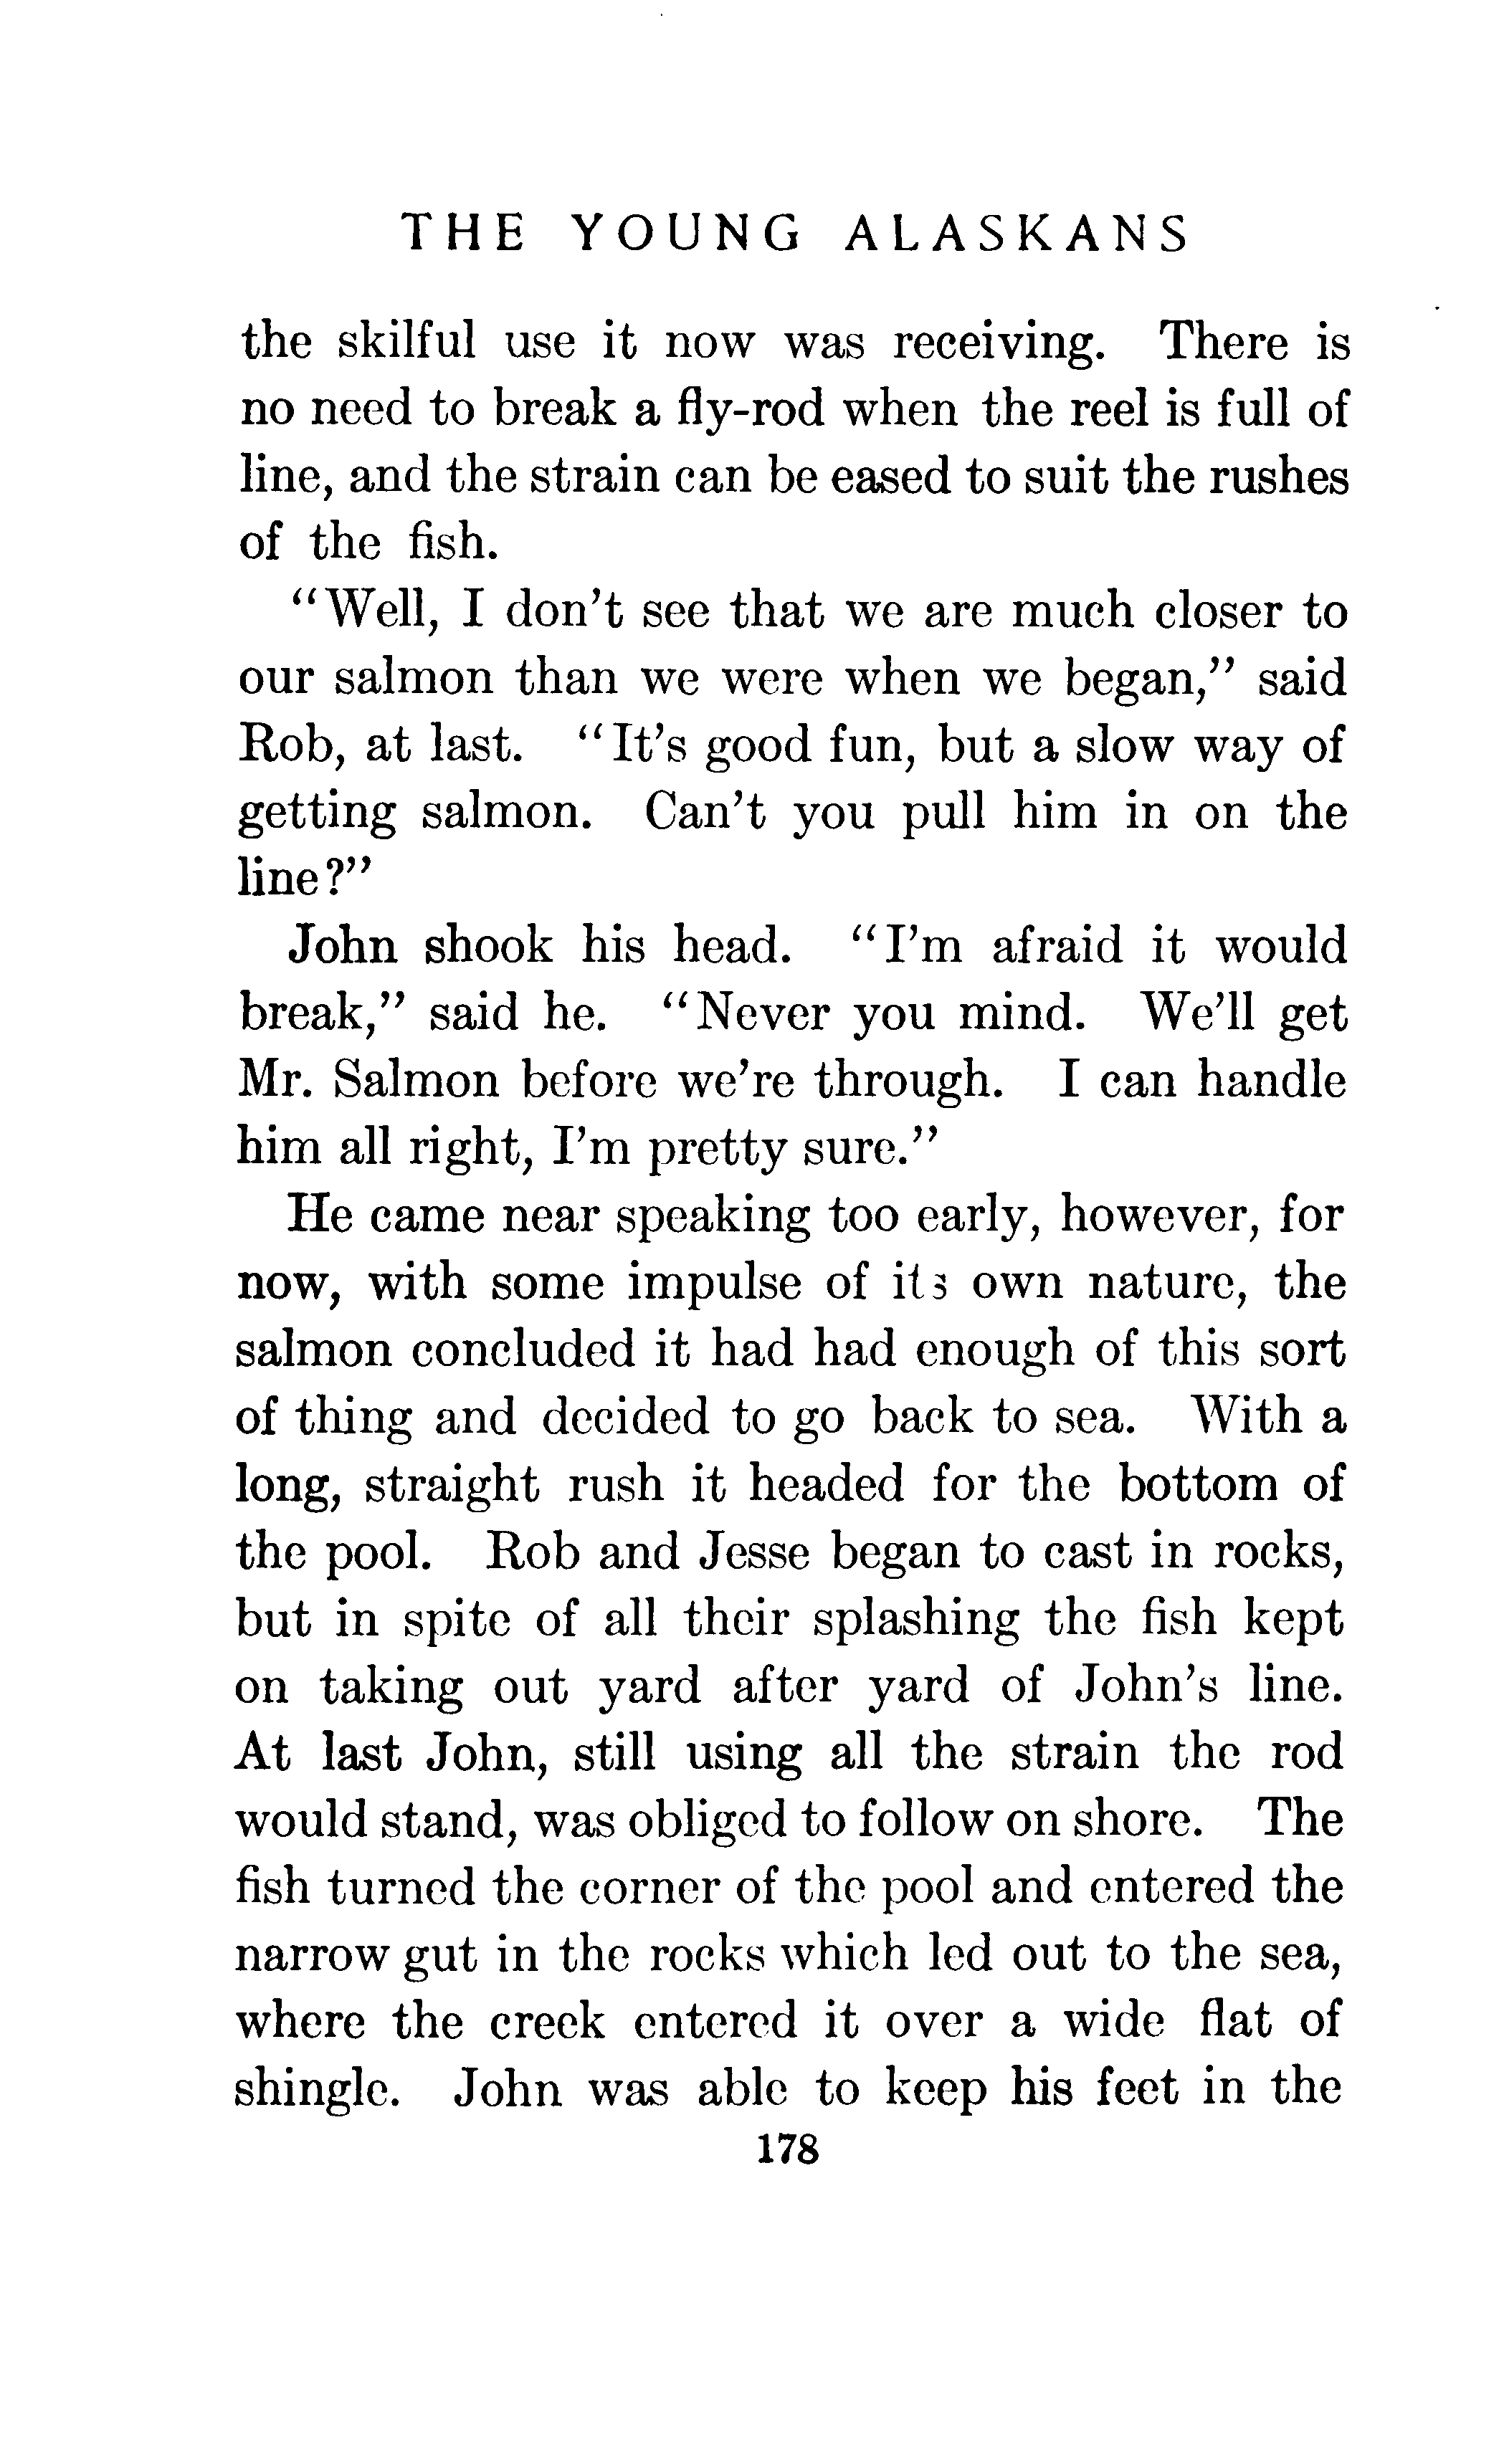 THE YOUNG ALASKANS
the skilful use it now was receiving. There is
no need to break a fly-rod when the reel is full of
line, and the strain can be eased to suit the rushes
of the fish.
"Well, I don't see that we are much closer to
our salmon than we were when we began," said
Rob, at last. "It's good fun, but a slow way of
getting salmon. Can't you pull him in on the
line?"
John shook his head. "I'm afraid it would
break," said he. "Never you mind. We'll get
Mr. Salmon before we're through. I can handle
him all right, I'm pretty sure."
He came near speaking too early, however, for
now, with some impulse of its own nature, the
salmon concluded it had had enough of this sort
of thing and decided to go back to sea. With a
long, straight rush it headed for the bottom of
the pool. Rob and Jesse began to cast in rocks,
but in spite of all their splashing the fish kept
on taking out yard after yard of John's line.
At last John, still using all the strain the rod
would stand, was obliged to follow on shore. The
fish turned the corner of the pool and entered the
narrow gut in the rocks which led out to the sea,
where the creek entered it over a wide flat of
shingle. John was able to keep his feet in the
178